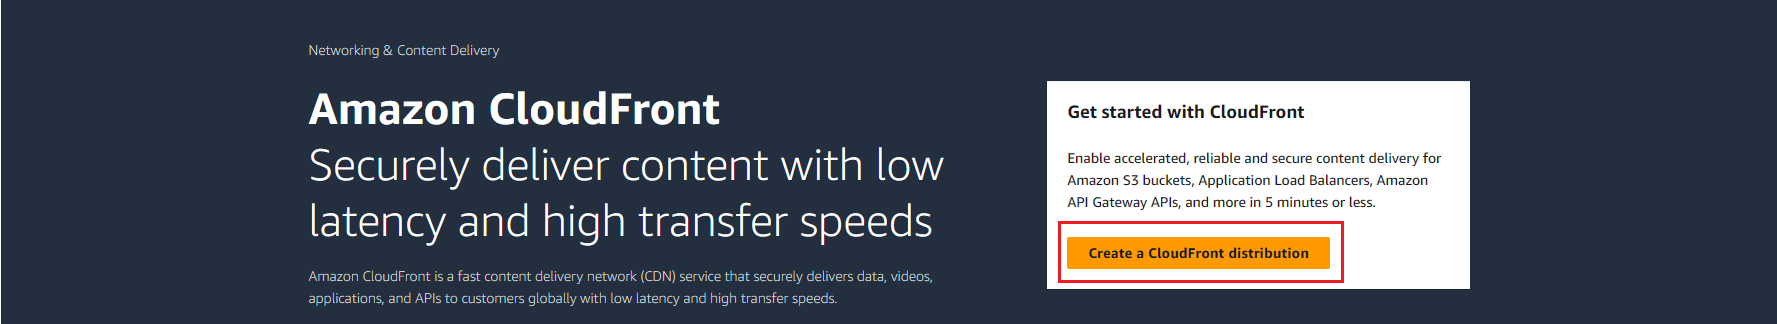 Networking & Content Delivery
Amazon CloudFront
Securely deliver content with low
latency and high transfer speeds
Amazon CloudFront is a fast content delivery network (CDN) service that securely delivers data, videos,
applications, and APIs to customers globally with low latency and high transfer speeds.
Get started with CloudFront
Enable accelerated, reliable and secure content delivery for
Amazon S3 buckets, Application Load Balancers, Amazon
API Gateway APIs, and more in 5 minutes or less.
Create a CloudFront distribution